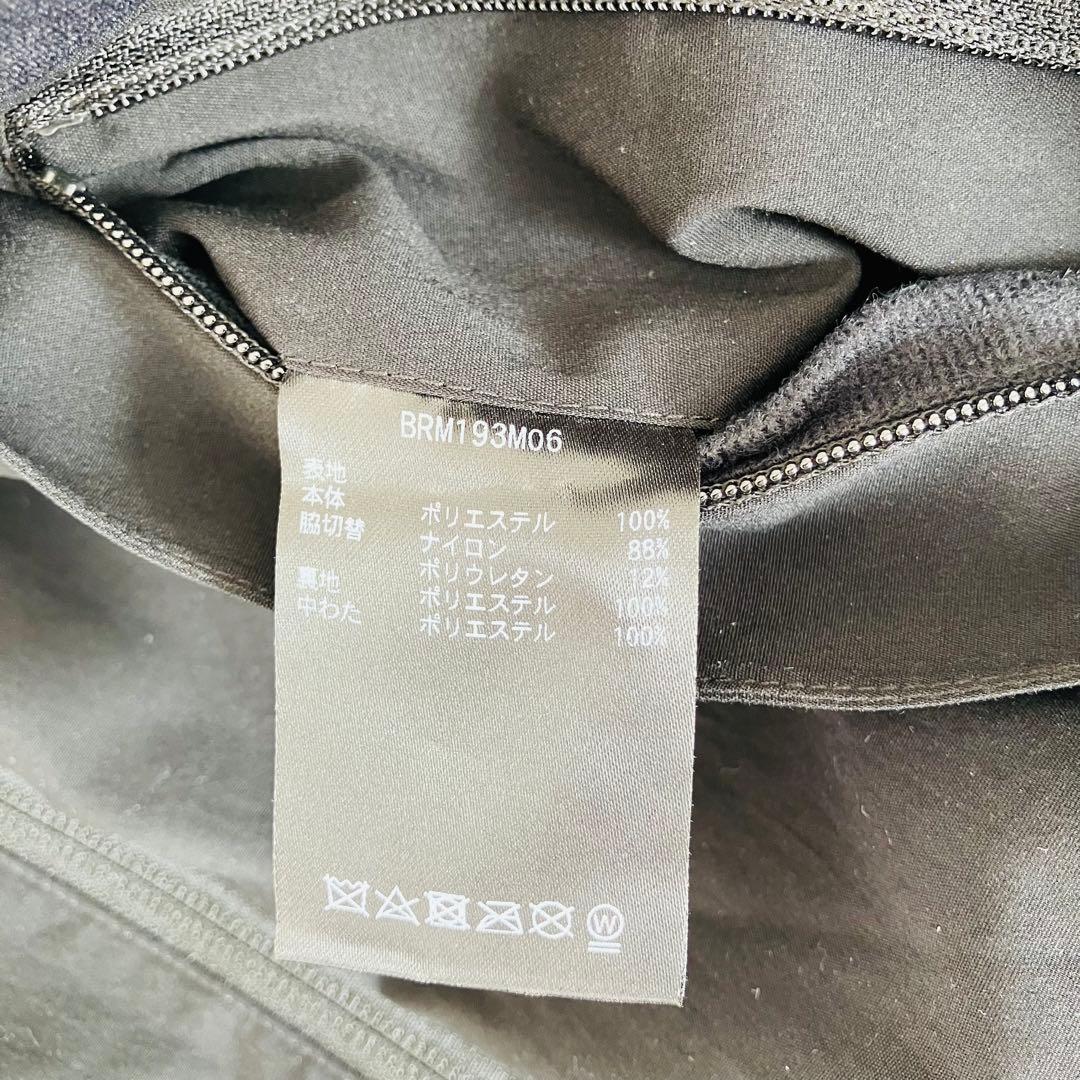 BRM193M06
表地
本体 ポリエステル 100%
脇切替 ナイロン 88%
ポリウレタン 12%
裏地 ポリエステル 100%
中わた ポリエステル 100%
W